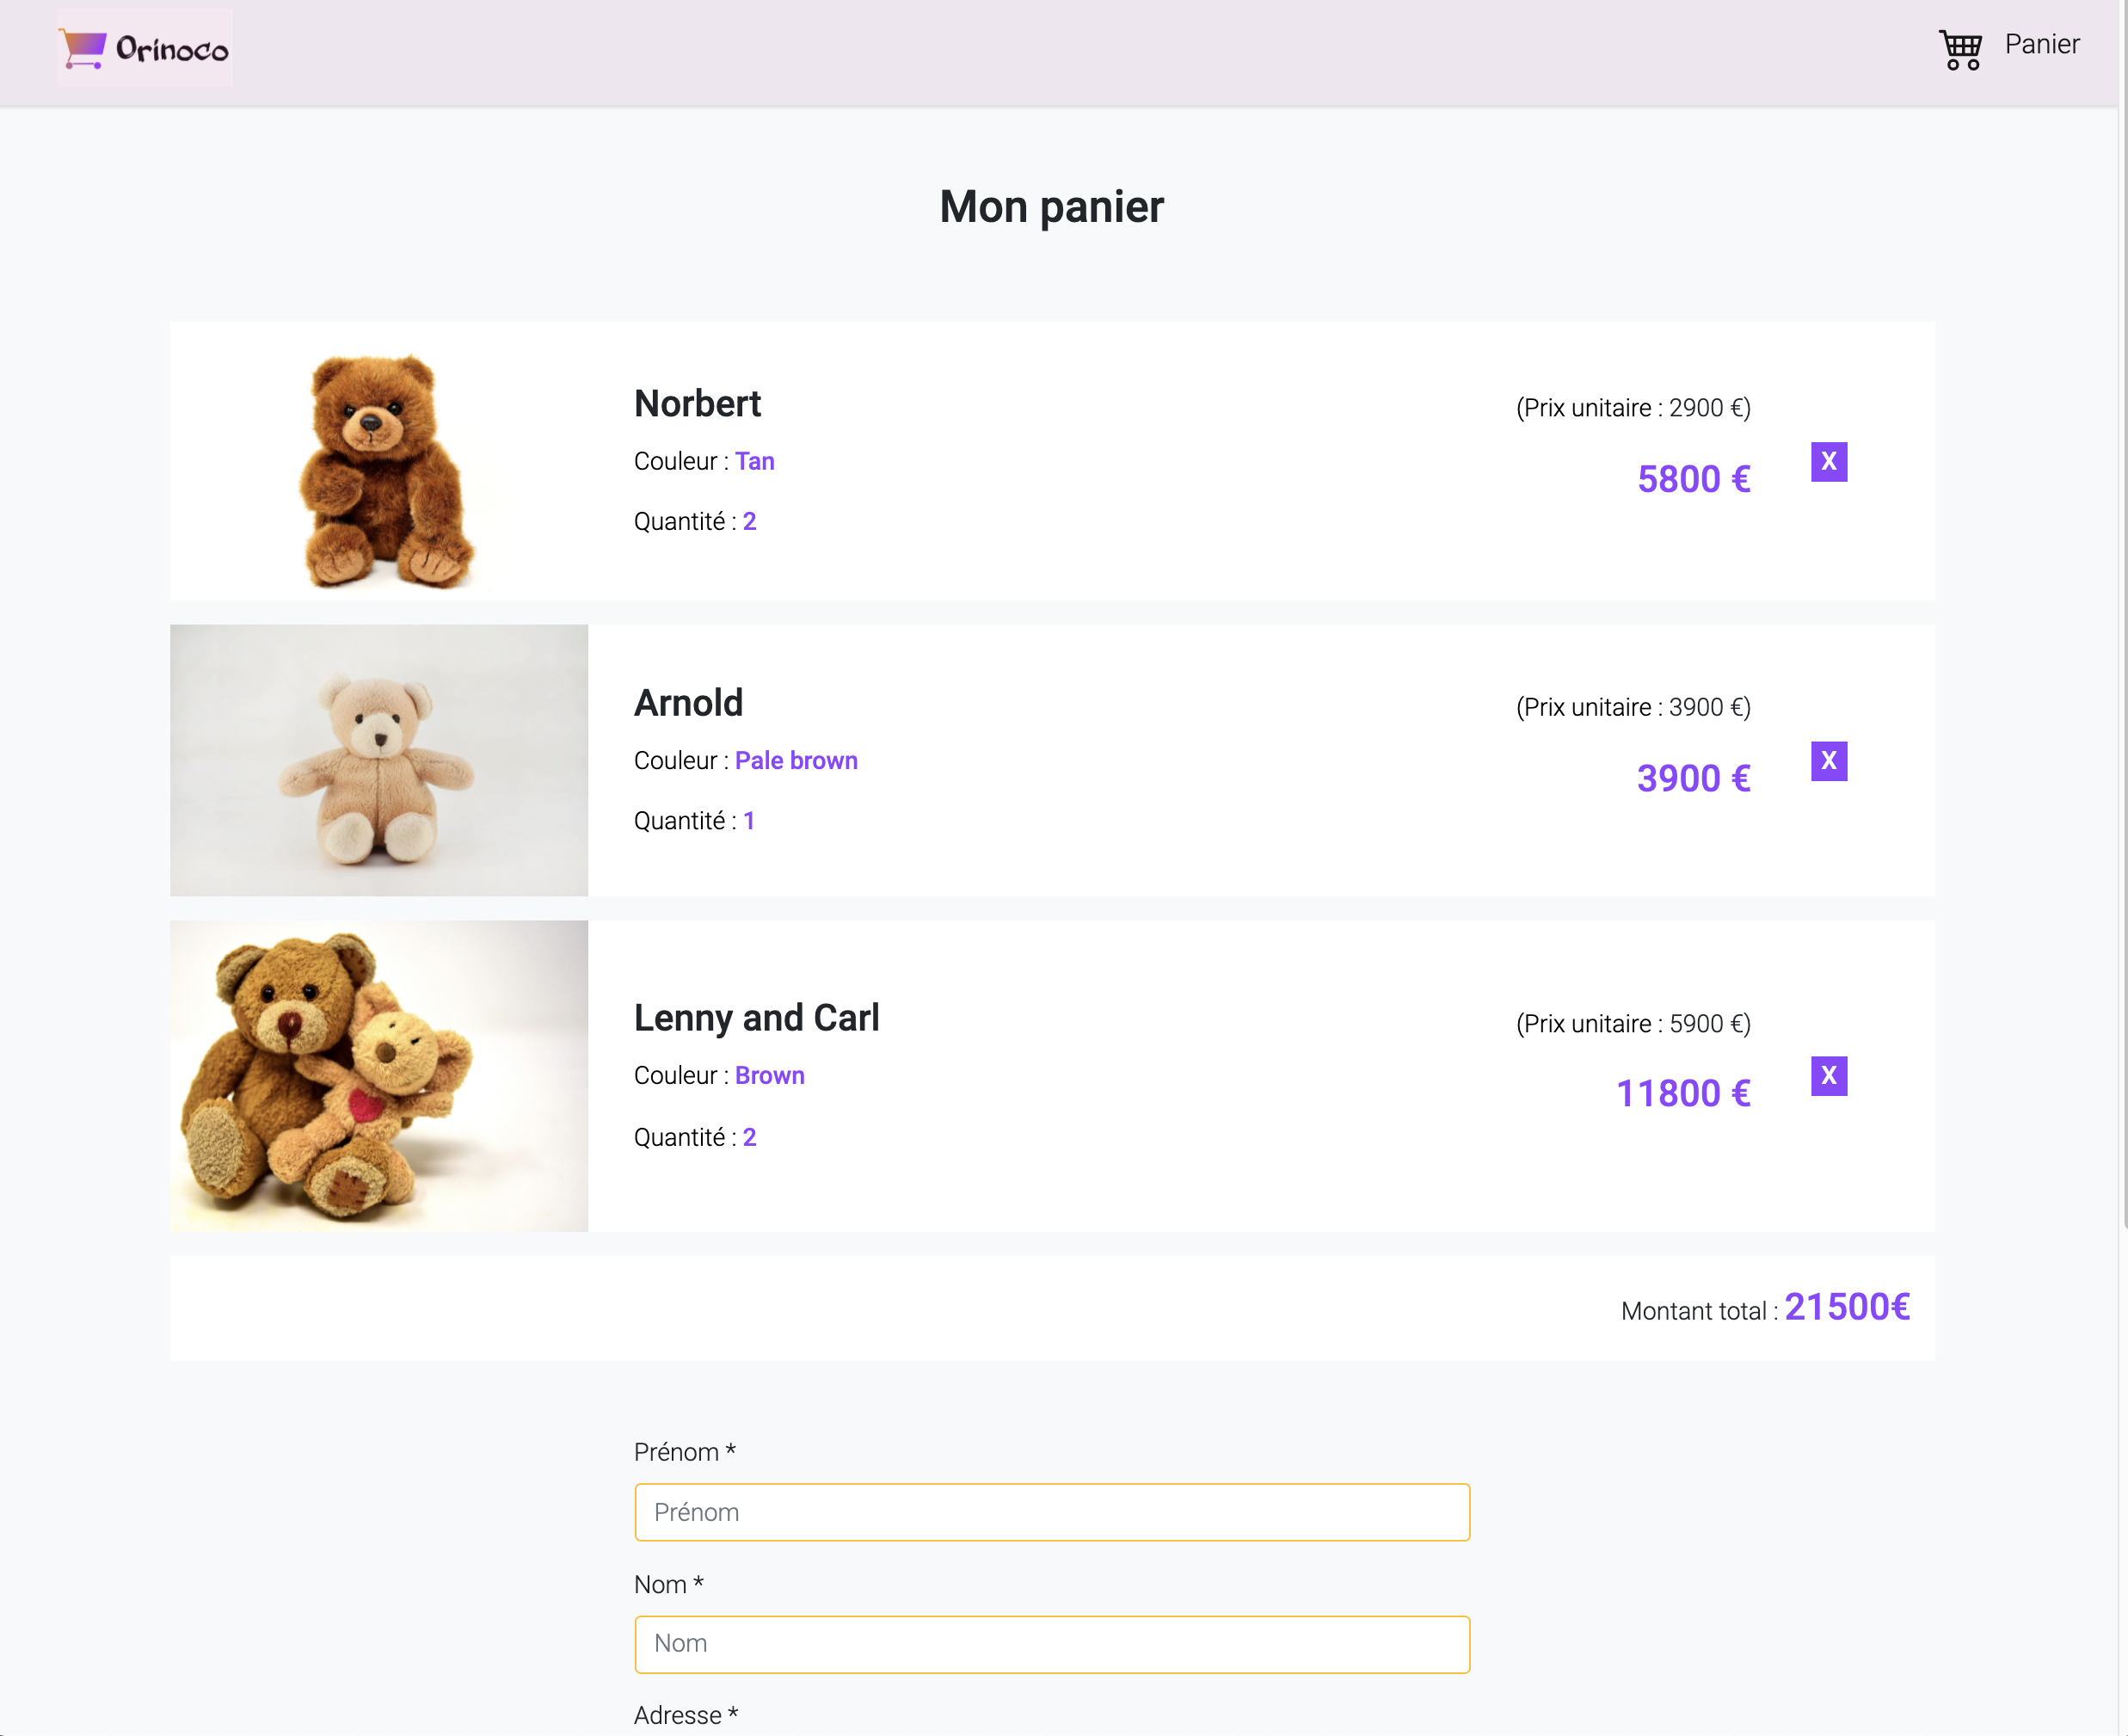 Orinoco
Panier
Mon panier
Norbert
(Prix unitaire : 2900 €)
Couleur : Tan
5800 €
X
Quantité : 2
Arnold
(Prix unitaire : 3900 €)
Couleur : Pale brown
3900 €
X
Quantité : 1
Lenny and Carl
(Prix unitaire : 5900 €)
Couleur : Brown
11800 €
X
Quantité : 2
Montant total : 21500€
Prénom *
Prénom
Nom *
Nom
Adresse *